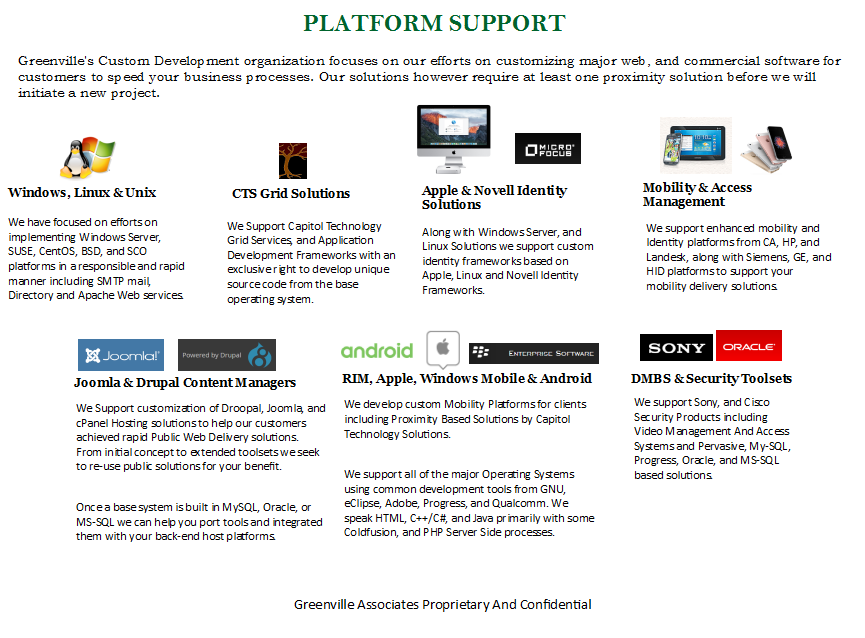 PLATFORM SUPPORT
Greenville's Custom Development organization focuses on our efforts on customizing major web, and commercial software for
customers to speed your business processes. Our solutions however require at least one proximity solution before we will
initiate a new project.
MICRO
FOCUS
Windows, Linux & Unix
We have focused on efforts on
implementing Windows Server,
SUSE, CentOS, BSD, and SCO
platforms in a responsible and rapid
manner including SMTP mail,
Directory and Apache Web services.
CTS Grid Solutions
We Support Capitol Technology
Grid Services, and Application
Development Frameworks with an
exclusive right to develop unique
source code from the base
operating system.
Apple & Novell Identity
Solutions
Along with Windows Server, and
Linux Solutions we support custom
identity frameworks based on
Apple, Linux and Novell Identity
Frameworks.
Mobility & Access
Management
We support enhanced mobility and
Identity platforms from CA, HP, and
Landesk, along with Siemens, GE, and
HID platforms to support your
mobility delivery solutions.
Joomla!
Powered by Drupal
Joomla & Drupal Content Managers
We Support customization of Droopal, Joomla, and
cPanel Hosting solutions to help our customers
achieved rapid Public Web Delivery solutions.
From initial concept to extended toolsets we seek
to re-use public solutions for your benefit.
Once a base system is built in MySQL, Oracle, or
MS-SQL we can help you port tools and integrated
them with your back-end host platforms.
android
ENTERPRISE SOFTWARE
RIM, Apple, Windows Mobile & Android
We develop custom Mobility Platforms for clients
including Proximity Based Solutions by Capitol
Technology Solutions.
We support all of the major Operating Systems
using common development tools from GNU,
eClipse, Adobe, Progress, and Qualcomm. We
speak HTML, C++/C#, and Java primarily with some
Coldfusion, and PHP Server Side processes.
SONY
ORACLE
DMBS & Security Toolsets
We support Sony, and Cisco
Security Products including
Video Management And Access
Systems and Pervasive, My-SQL,
Progress, Oracle, and MS-SQL
based solutions.
Greenville Associates Proprietary And Confidential